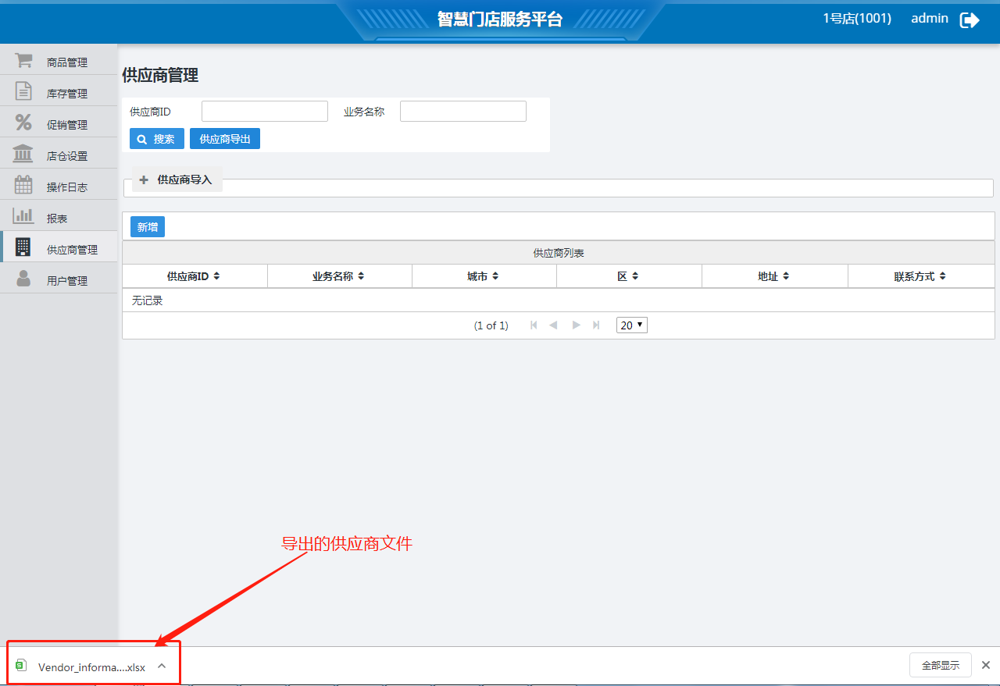 智慧门店服务平台
1号店(1001) admin
商品管理
库存管理
促销管理
店仓设置
操作日志
报表
供应商管理
用户管理
供应商管理
供应商ID 业务名称
搜索 供应商导出
供应商导入
新增
供应商列表
供应商ID 业务名称 城市 区 地址 联系方式
无记录
(1 of 1) 20
导出的供应商文件
Vendor_informa....xlsx 全部显示